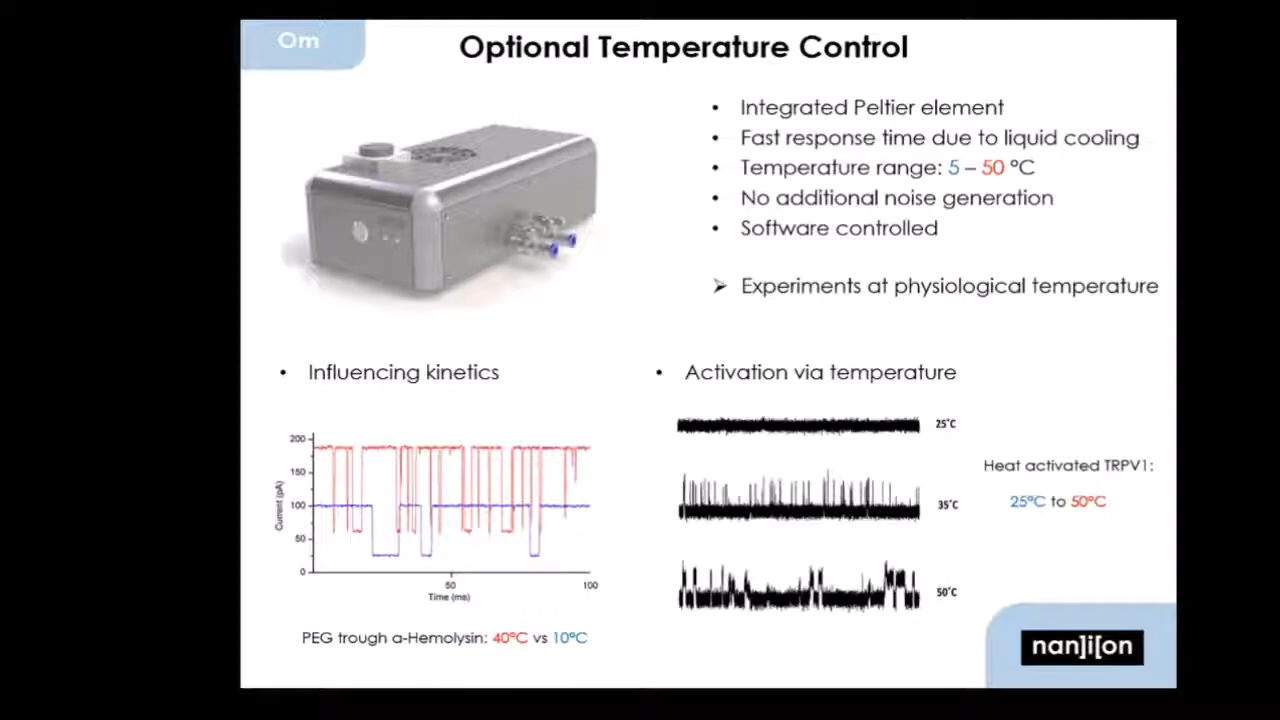 Om
Optional Temperature Control
• Integrated Peltier element
• Fast response time due to liquid cooling
• Temperature range: 5 – 50 °C
• No additional noise generation
• Software controlled
➢ Experiments at physiological temperature
• Influencing kinetics
200
150
100
50
0
Current (pA)
50
100
Time (ms)
PEG trough α-Hemolysin: 40°C vs 10°C
• Activation via temperature
25°C
35°C
50°C
Heat activated TRPV1:
25°C to 50°C
nan]i[on